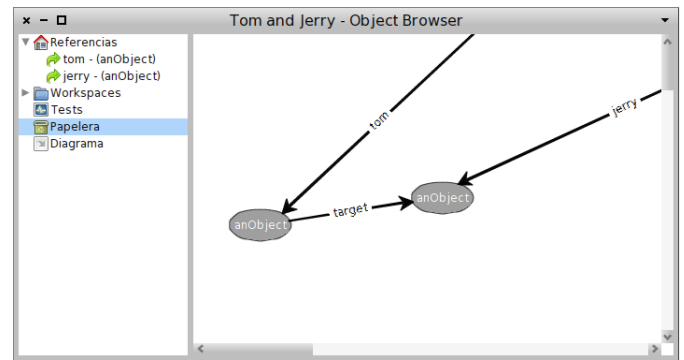 Tom and Jerry - Object Browser
Referencias
tom - (anObject)
jerry - (anObject)
Workspaces
Tests
Papelera
Diagrama
tom
jerry
anObject
target
anObject